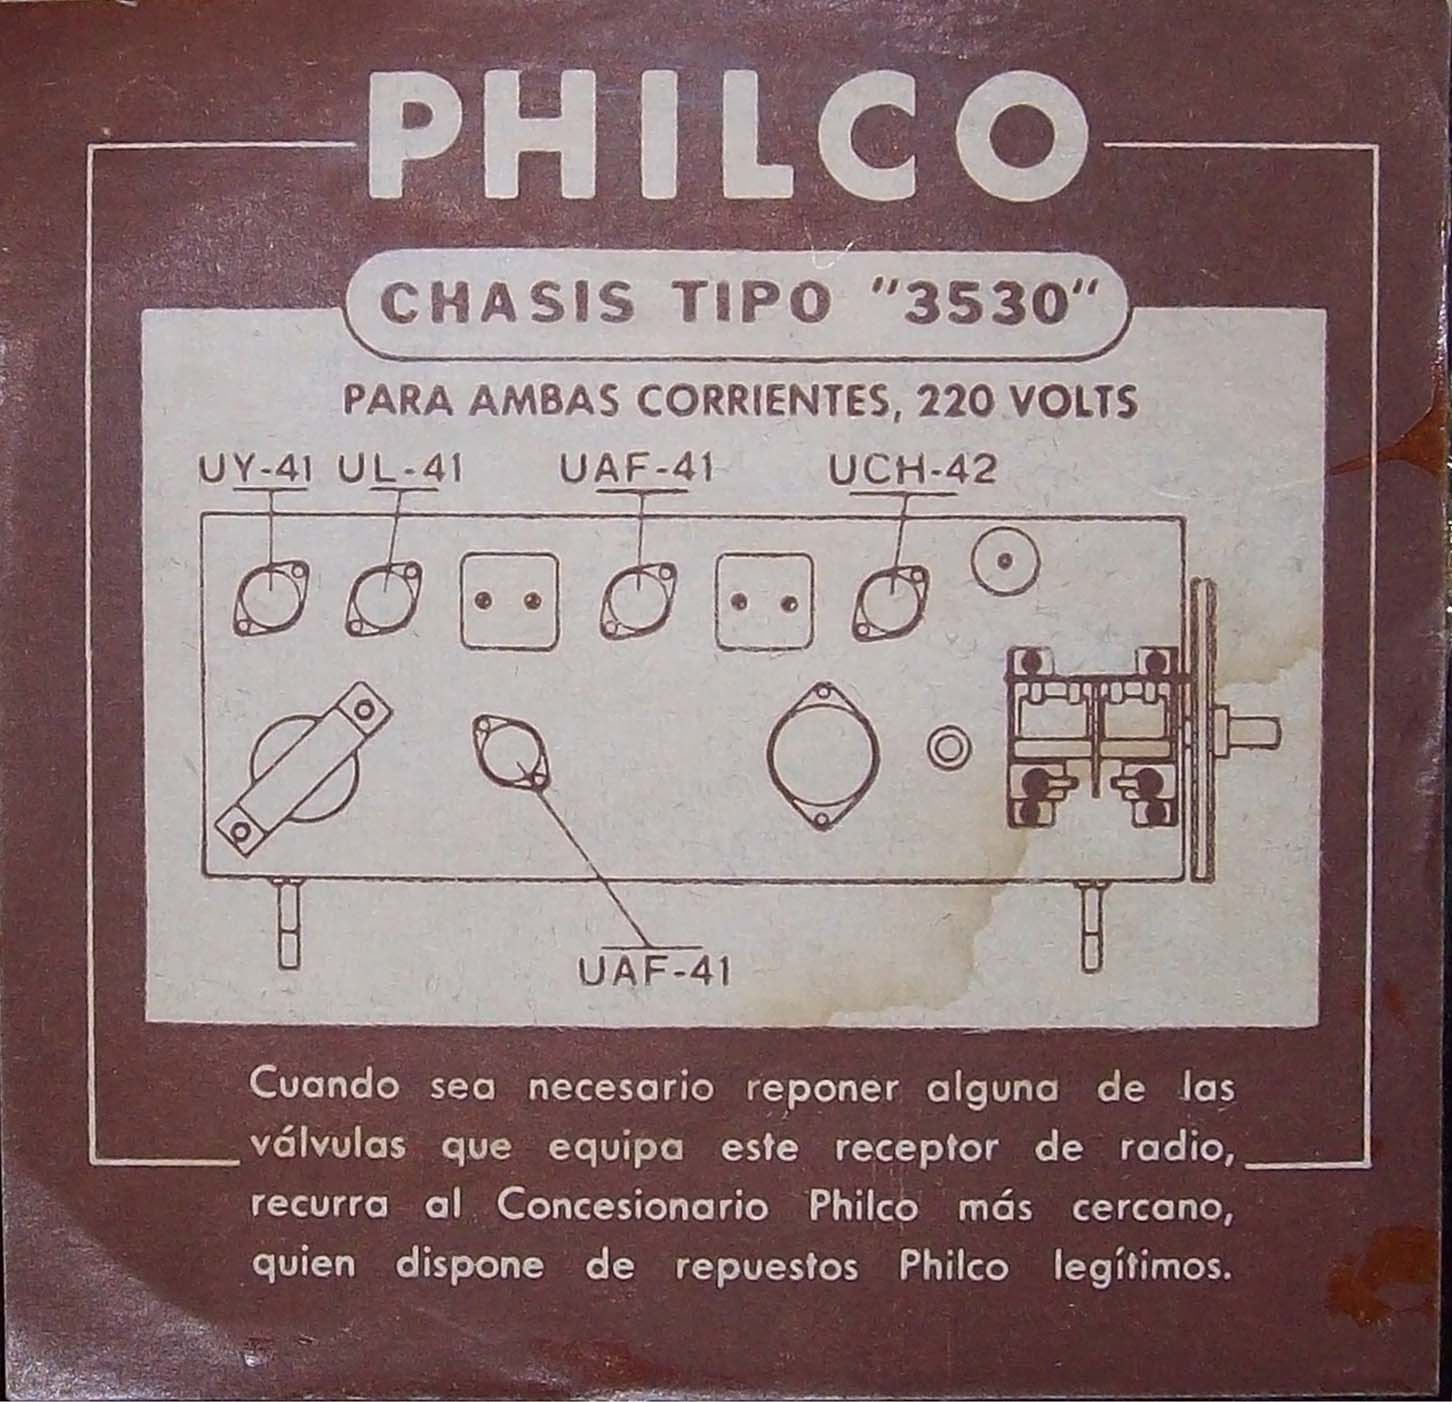 PHILCO
CHASIS TIPO "3530"
PARA AMBAS CORRIENTES, 220 VOLTS
UY-41 UL-41 UAF-41 UCH-42
UAF-41
Cuando sea necesario reponer alguna de las
válvulas que equipa este receptor de radio,
recurra al Concesionario Philco más cercano,
quien dispone de repuestos Philco legítimos.